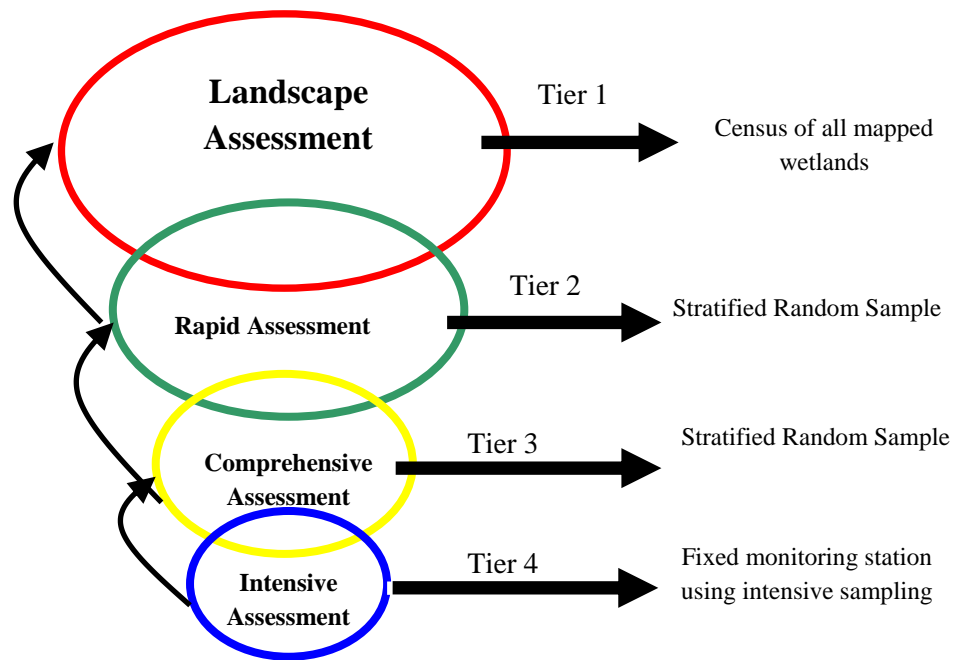 Landscape
Assessment
Tier 1
Census of all mapped
wetlands
Rapid Assessment
Tier 2
Stratified Random Sample
Comprehensive
Assessment
Tier 3
Stratified Random Sample
Intensive
Assessment
Tier 4
Fixed monitoring station
using intensive sampling